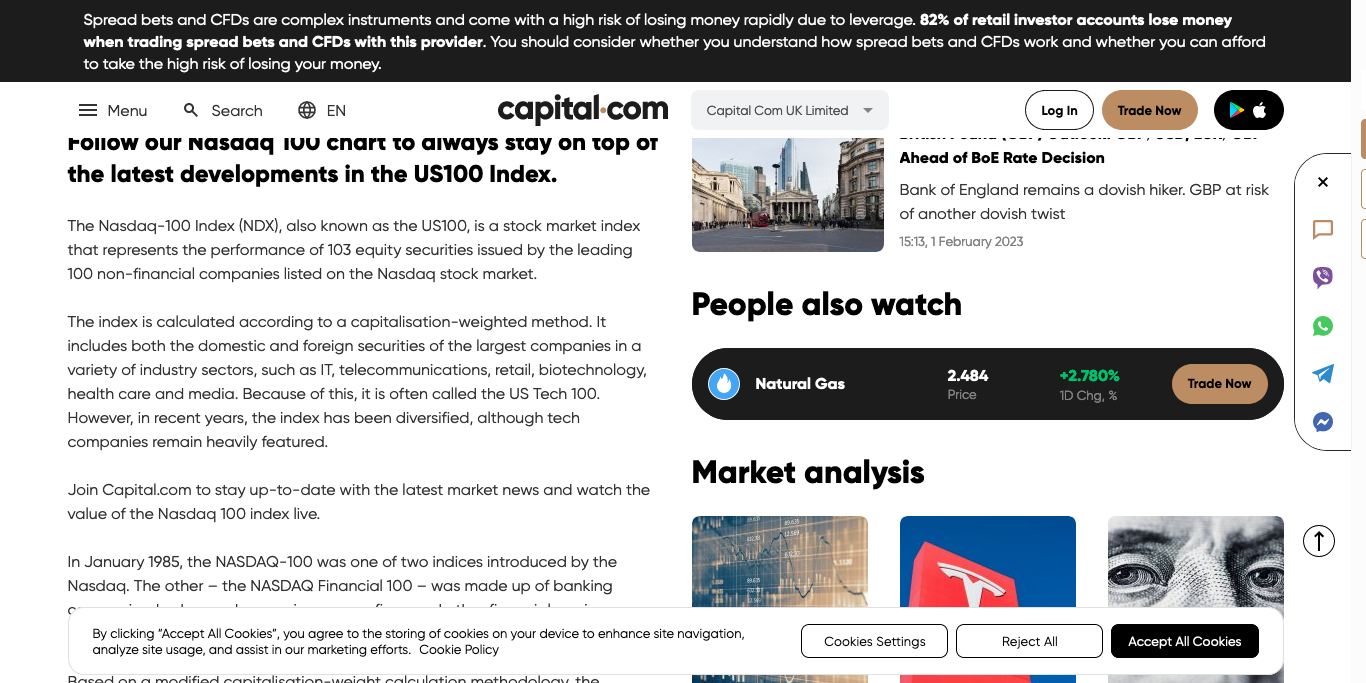 Spread bets and CFDs are complex instruments and come with a high risk of losing money rapidly due to leverage. 82% of retail investor accounts lose money
when trading spread bets and CFDs with this provider. You should consider whether you understand how spread bets and CFDs work and whether you can afford
to take the high risk of losing your money.
Menu
Search
EN
capital.com
Capital Com UK Limited
Log In
Trade Now
Follow our Nasdaq 100 chart to always stay on top of
the latest developments in the US100 Index.
The Nasdaq-100 Index (NDX), also known as the US100, is a stock market index
that represents the performance of 103 equity securities issued by the leading
100 non-financial companies listed on the Nasdaq stock market.
The index is calculated according to a capitalisation-weighted method. It
includes both the domestic and foreign securities of the largest companies in a
variety of industry sectors, such as IT, telecommunications, retail, biotechnology,
health care and media. Because of this, it is often called the US Tech 100.
However, in recent years, the index has been diversified, although tech
companies remain heavily featured.
Join Capital.com to stay up-to-date with the latest market news and watch the
value of the Nasdaq 100 index live.
In January 1985, the NASDAQ-100 was one of two indices introduced by the
Nasdaq. The other – the NASDAQ Financial 100 – was made up of banking
Based on a modified capitalisation-weight calculation methodology, the
Ahead of BoE Rate Decision
Bank of England remains a dovish hiker. GBP at risk
of another dovish twist
15:13, 1 February 2023
People also watch
Natural Gas
2.484
Price
+2.780%
1D Chg, %
Trade Now
Market analysis
89.635
12.569
632.30
By clicking “Accept All Cookies”, you agree to the storing of cookies on your device to enhance site navigation,
analyze site usage, and assist in our marketing efforts. Cookie Policy
Cookies Settings
Reject All
Accept All Cookies